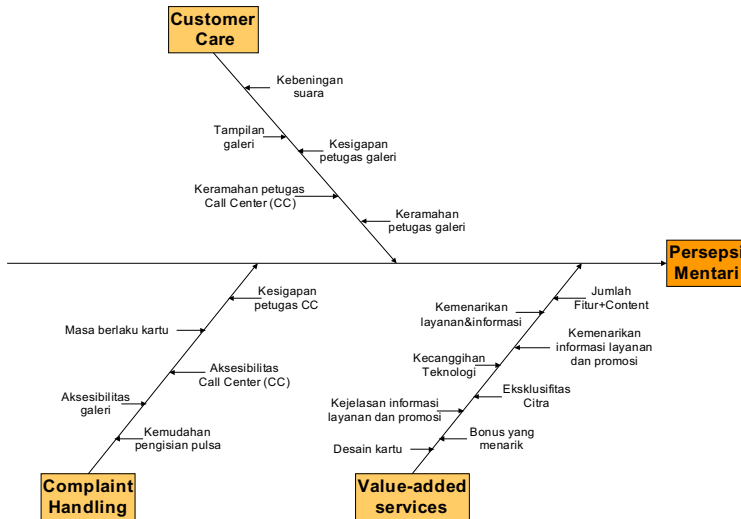 Customer
Care
Kebeningan
suara
Tampilan
galeri
Kesigapan
petugas galeri
Keramahan petugas
Call Center (CC)
Keramahan
petugas galeri
Persepsi
Mentari
Kesigapan
petugas CC
Masa berlaku kartu
Aksesibilitas
Call Center (CC)
Aksesibilitas
galeri
Kemudahan
pengisian pulsa
Complaint
Handling
Jumlah
Fitur+Content
Kemenarikan
layanan&informasi
Kemenarikan
informasi layanan
dan promosi
Kecanggihan
Teknologi
Eksklusifitas
Citra
Kejelasan informasi
layanan dan promosi
Bonus yang
menarik
Desain kartu
Value-added
services